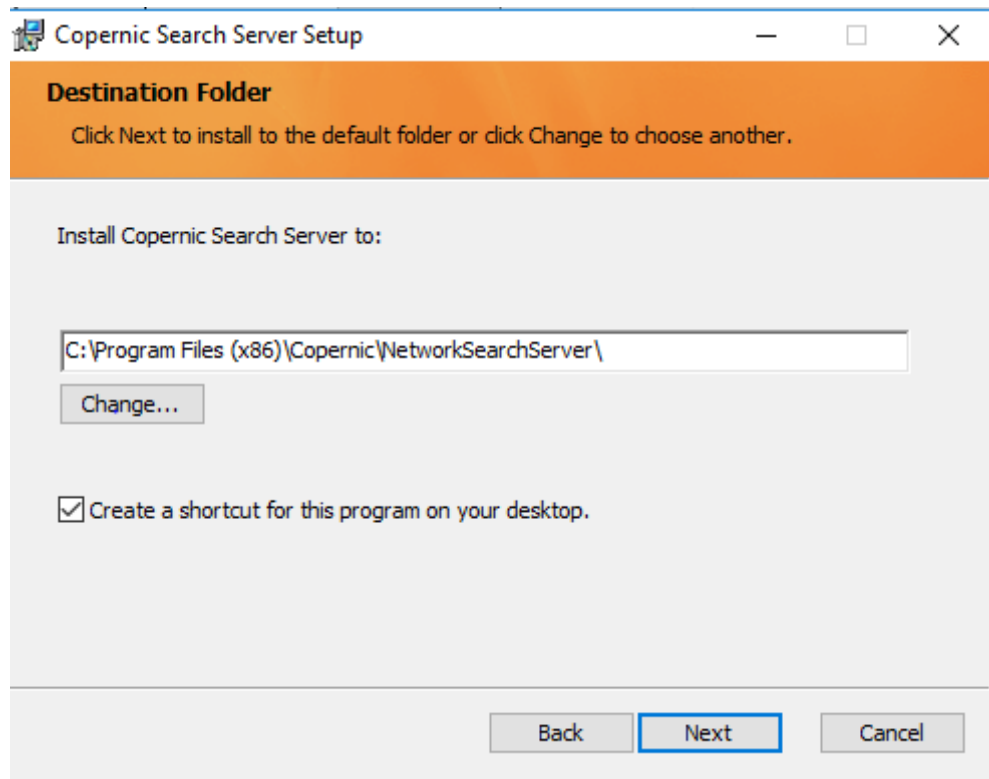 Copernic Search Server Setup
Destination Folder
Click Next to install to the default folder or click Change to choose another.
Install Copernic Search Server to:
C:\Program Files (x86)\Copernic\NetworkSearchServer\
Change...
Create a shortcut for this program on your desktop.
Back Next Cancel